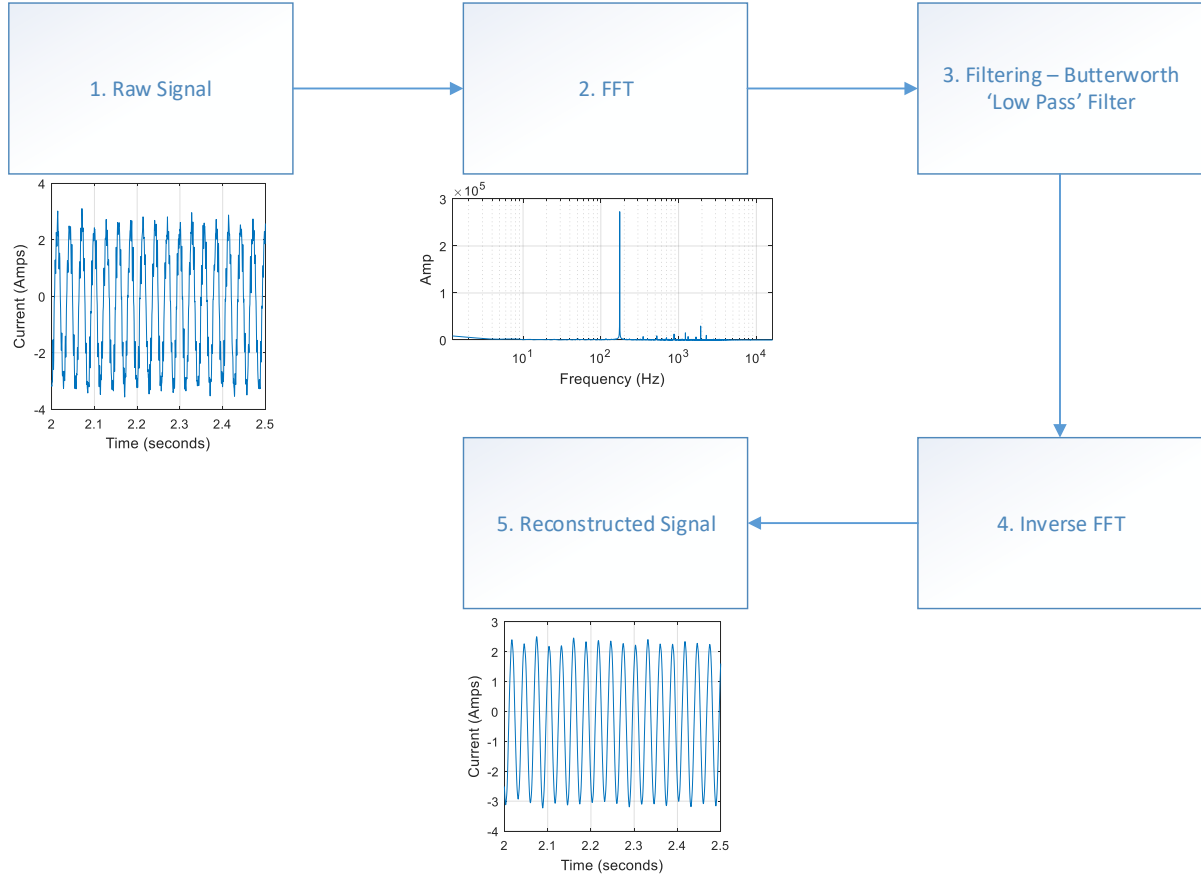 1. Raw Signal
2. FFT
3. Filtering – Butterworth
‘Low Pass’ Filter
4
2
0
-2
-4
Current (Amps)
2 2.1 2.2 2.3 2.4 2.5
Time (seconds)
× 10^5
3
2
1
0
Amp
10^1 10^2 10^3 10^4
Frequency (Hz)
5. Reconstructed Signal
4. Inverse FFT
3
2
1
0
-1
-2
-3
-4
Current (Amps)
2 2.1 2.2 2.3 2.4 2.5
Time (seconds)